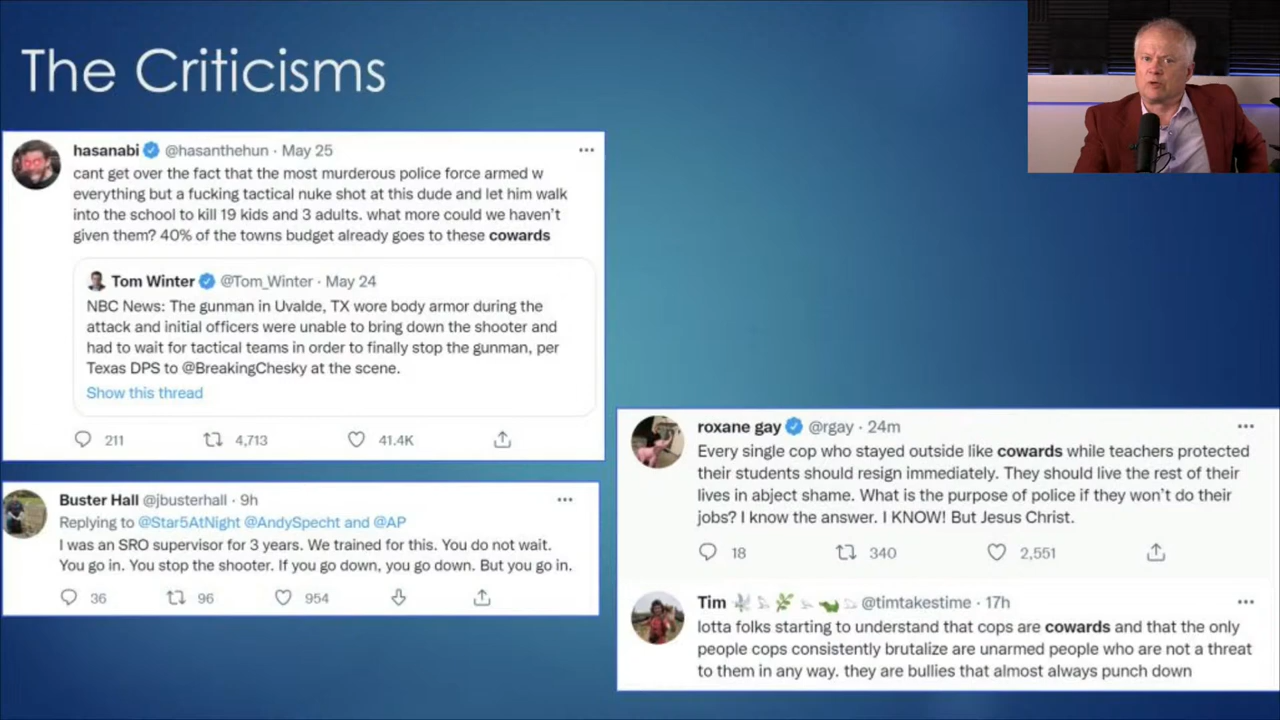 The Criticisms
hasanabi @hasanthehun · May 25
cant get over the fact that the most murderous police force armed w
everything but a fucking tactical nuke shot at this dude and let him walk
into the school to kill 19 kids and 3 adults. what more could we haven't
given them? 40% of the towns budget already goes to these cowards
Tom Winter @Tom_Winter · May 24
NBC News: The gunman in Uvalde, TX wore body armor during the
attack and initial officers were unable to bring down the shooter and
had to wait for tactical teams in order to finally stop the gunman, per
Texas DPS to @BreakingChesky at the scene.
Show this thread
211 4,713 41.4K
Buster Hall @jbusterhall · 9h
Replying to @Star5AtNight @AndySpecht and @AP
I was an SRO supervisor for 3 years. We trained for this. You do not wait.
You go in. You stop the shooter. If you go down, you go down. But you go in.
36 96 954
roxane gay @rgay · 24m
Every single cop who stayed outside like cowards while teachers protected
their students should resign immediately. They should live the rest of their
lives in abject shame. What is the purpose of police if they won't do their
jobs? I know the answer. I KNOW! But Jesus Christ.
18 340 2,551
Tim @timtakestime · 17h
lotta folks starting to understand that cops are cowards and that the only
people cops consistently brutalize are unarmed people who are not a threat
to them in any way. they are bullies that almost always punch down